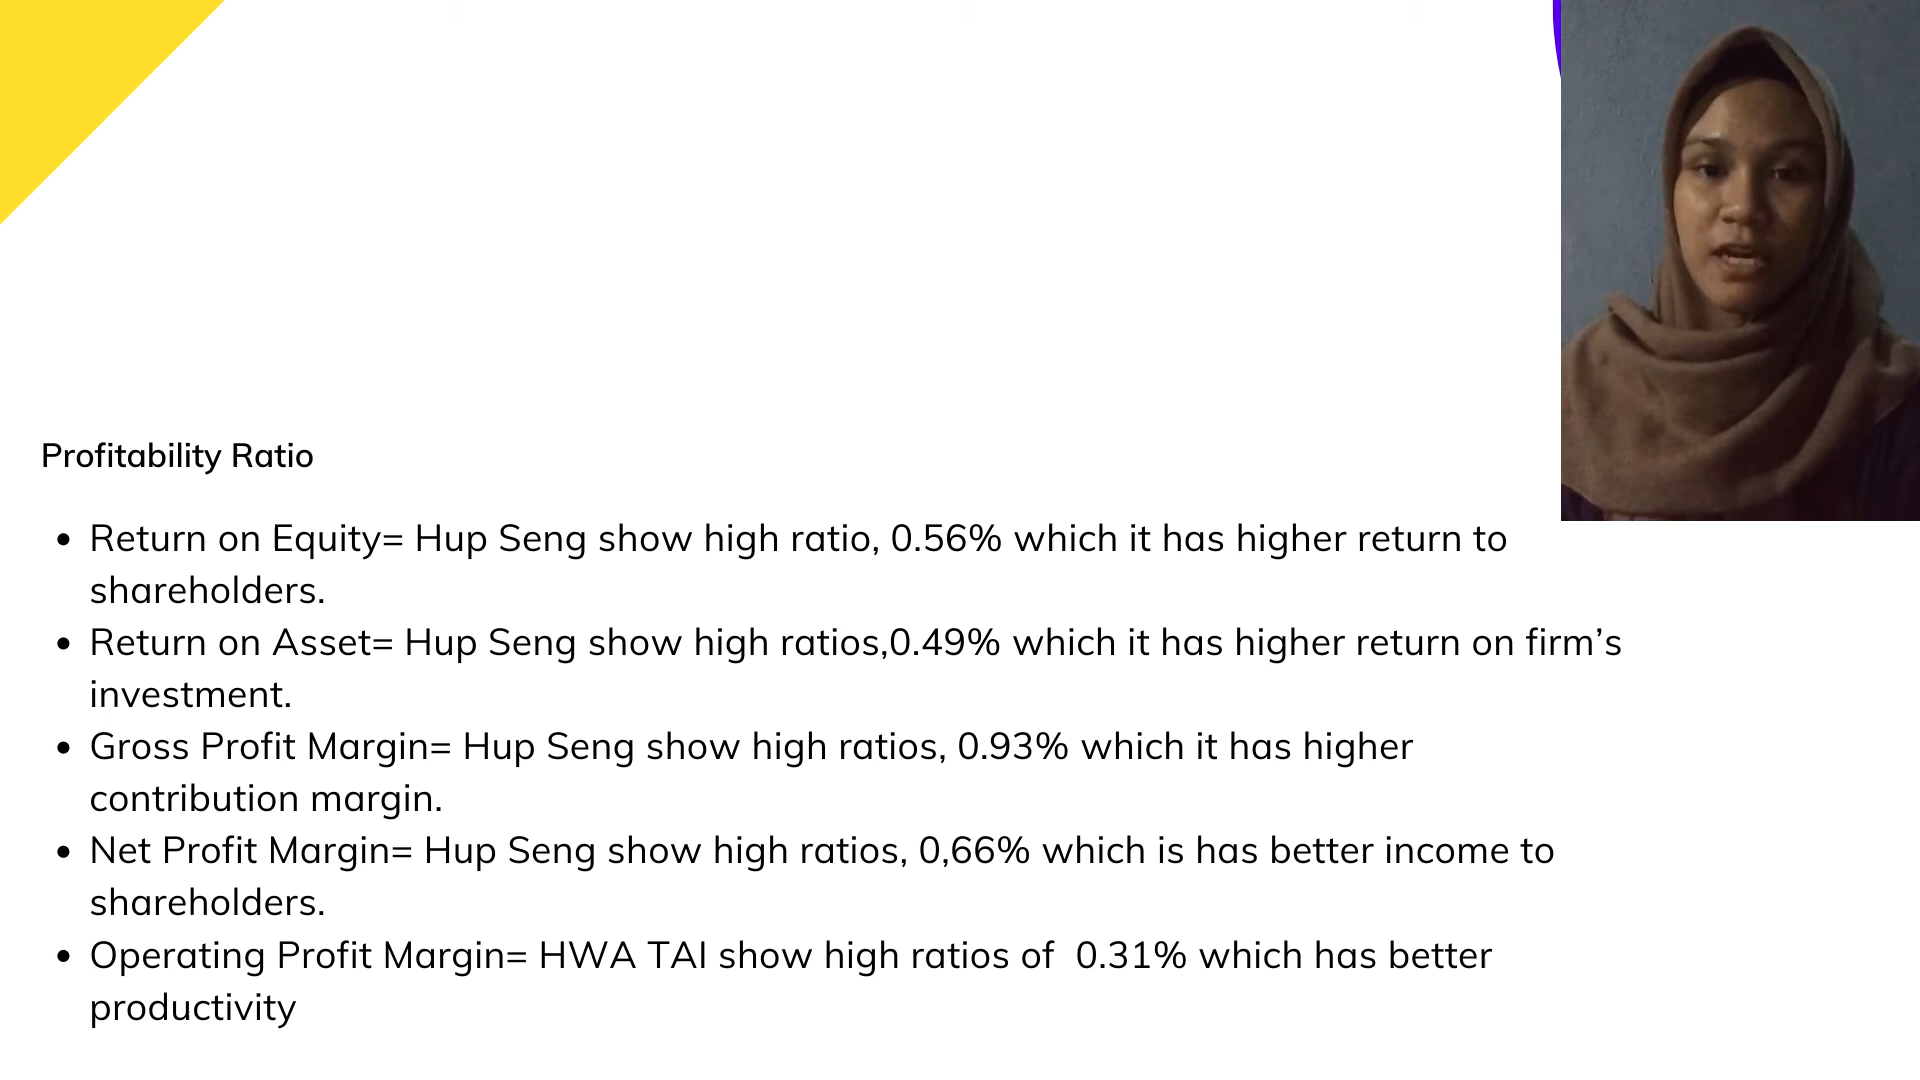 Profitability Ratio
Return on Equity= Hup Seng show high ratio, 0.56% which it has higher return to
shareholders.
Return on Asset= Hup Seng show high ratios,0.49% which it has higher return on firm’s
investment.
Gross Profit Margin= Hup Seng show high ratios, 0.93% which it has higher
contribution margin.
Net Profit Margin= Hup Seng show high ratios, 0,66% which is has better income to
shareholders.
Operating Profit Margin= HWA TAI show high ratios of  0.31% which has better
productivity